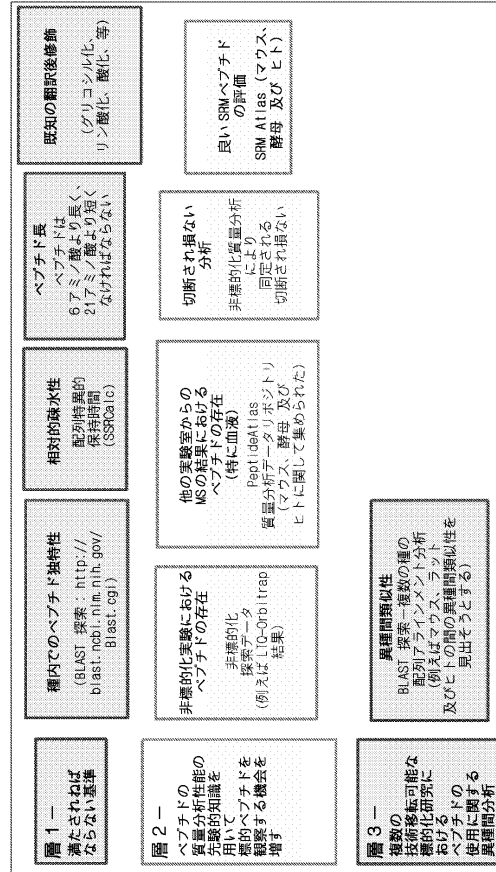 層1－
満たされねば
ならない基準
種内でのペプチド独特性
(BLAST 探索：http://
blast.ncbi.nlm.nih.gov/
Blast.cgi)
相対的疎水性
配列特異的
保持時間
(SSRCalc)
ペプチド長
ペプチドは
6アミノ酸より長く、
21アミノ酸より短く
なければならない
既知の翻訳後修飾
(グリコシル化、
リン酸化、酸化、等)
層2－
ペプチドの
質量分析性能の
先験的知識を
用いて
標的ペプチドを
観察する機会を
増す
非標的化実験における
ペプチドの存在
非標的化
探索データ
(例えばLTQ-Orbitrap
結果)
他の実験室からの
MSの結果における
ペプチドの存在
(特に血液)
PeptideAtlas
質量分析データリポジトリ
(マウス、酵母 及び
ヒトに関して集められた)
切断され損ない
分析
非標的化質量分析
により
同定される
切断され損ない
良いSRMペプチド
の評価
SRM Atlas (マウス、
酵母 及び ヒト)
層3－
複数の
技術移転可能な
標的化研究に
おける
ペプチドの
使用に関する
異種間分析
異種間類似性
BLAST 探索－複数の種の
配列アラインメント分析
(例えばマウス、ラット
及びヒトの間の異種間類似性を
見出そうとする)